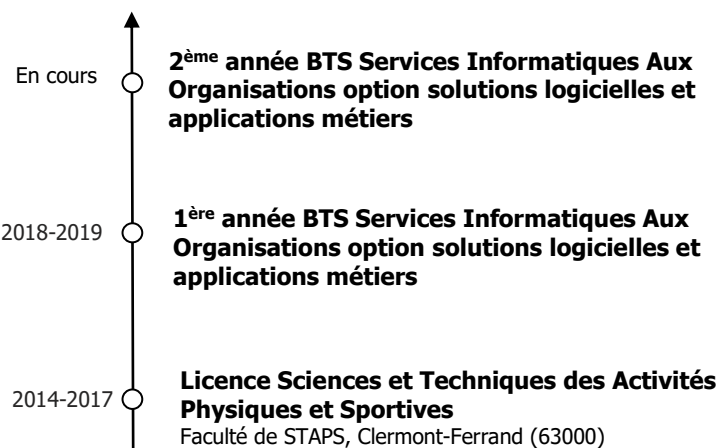 En cours
2ème année BTS Services Informatiques Aux
Organisations option solutions logicielles et
applications métiers
2018-2019
1ère année BTS Services Informatiques Aux
Organisations option solutions logicielles et
applications métiers
2014-2017
Licence Sciences et Techniques des Activités
Physiques et Sportives
Faculté de STAPS, Clermont-Ferrand (63000)